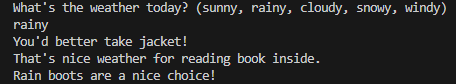 What's the weather today? (sunny, rainy, cloudy, snowy, windy)
rainy
You'd better take jacket!
That's nice weather for reading book inside.
Rain boots are a nice choice!